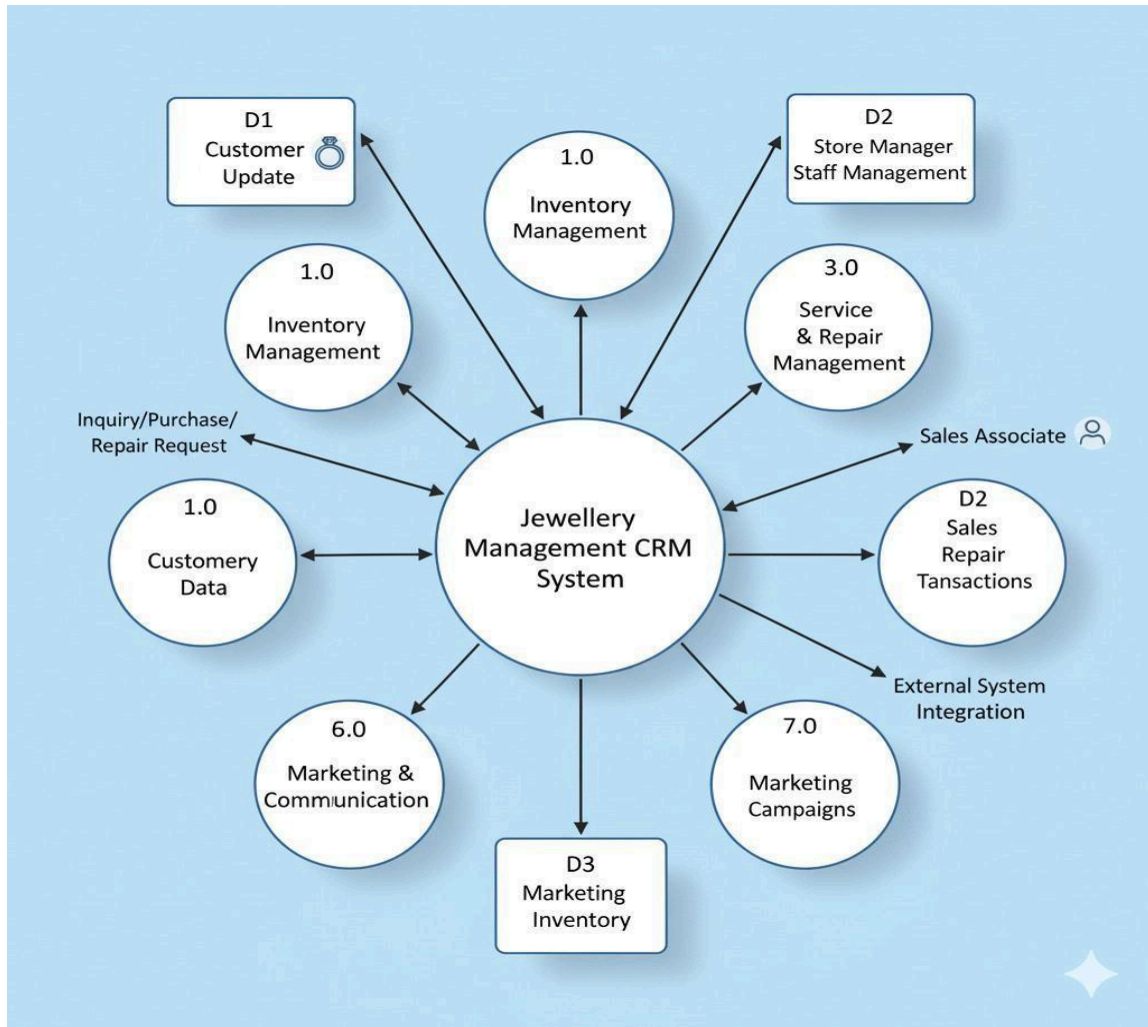 D1
Customer
Update
1.0
Inventory
Management
D2
Store Manager
Staff Management
1.0
Inventory
Management
3.0
Service
& Repair
Management
Inquiry/Purchase/
Repair Request
Sales Associate
1.0
Customery
Data
Jewellery
Management CRM
System
D2
Sales
Repair
Tansactions
External System
Integration
6.0
Marketing &
Communication
7.0
Marketing
Campaigns
D3
Marketing
Inventory